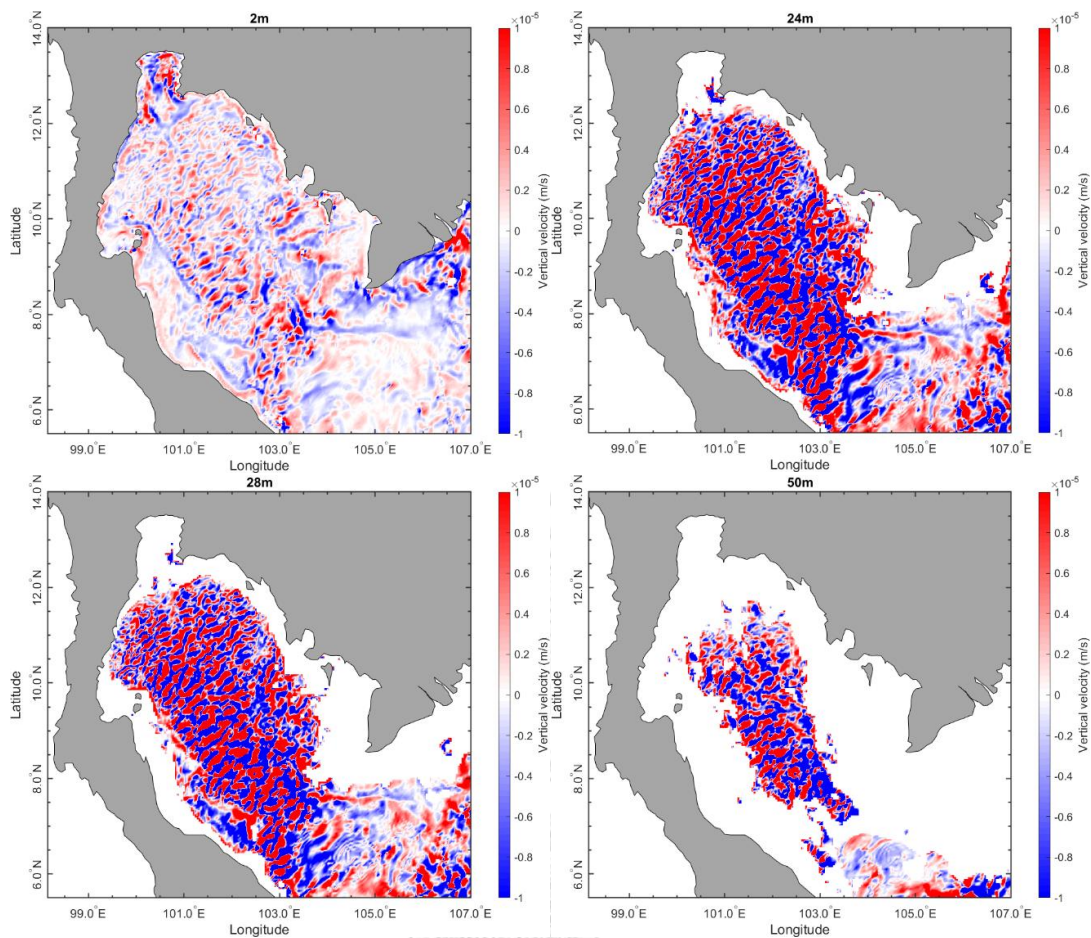 2m
14.0°N
12.0°N
10.0°N
8.0°N
6.0°N
Latitude
99.0°E
101.0°E
103.0°E
105.0°E
107.0°E
Longitude
×10⁻⁵
1
0.8
0.6
0.4
0.2
0
-0.2
-0.4
-0.6
-0.8
-1
Vertical velocity (m/s)
24m
14.0°N
12.0°N
10.0°N
8.0°N
6.0°N
Latitude
99.0°E
101.0°E
103.0°E
105.0°E
107.0°E
Longitude
×10⁻⁵
1
0.8
0.6
0.4
0.2
0
-0.2
-0.4
-0.6
-0.8
-1
Vertical velocity (m/s)
28m
14.0°N
12.0°N
10.0°N
8.0°N
6.0°N
Latitude
99.0°E
101.0°E
103.0°E
105.0°E
107.0°E
Longitude
×10⁻⁵
1
0.8
0.6
0.4
0.2
0
-0.2
-0.4
-0.6
-0.8
-1
Vertical velocity (m/s)
50m
14.0°N
12.0°N
10.0°N
8.0°N
6.0°N
Latitude
99.0°E
101.0°E
103.0°E
105.0°E
107.0°E
Longitude
×10⁻⁵
1
0.8
0.6
0.4
0.2
0
-0.2
-0.4
-0.6
-0.8
-1
Vertical velocity (m/s)